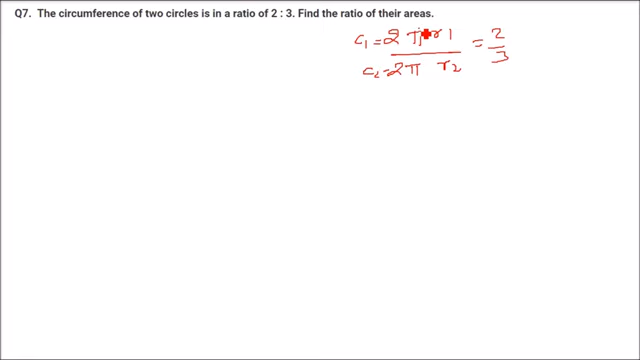 Q7. The circumference of two circles is in a ratio of 2 : 3. Find the ratio of their areas.
c₁ = 2 π r1 = 2
c₂ = 2π r2 3